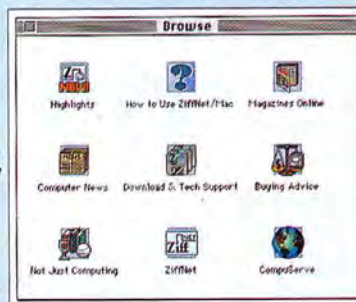 Browse
Highlights How to Use ZiffNet/Mac Magazines Online
Computer News Download & Tech Support Buying Advice
Not Just Computing ZiffNet CompuServe